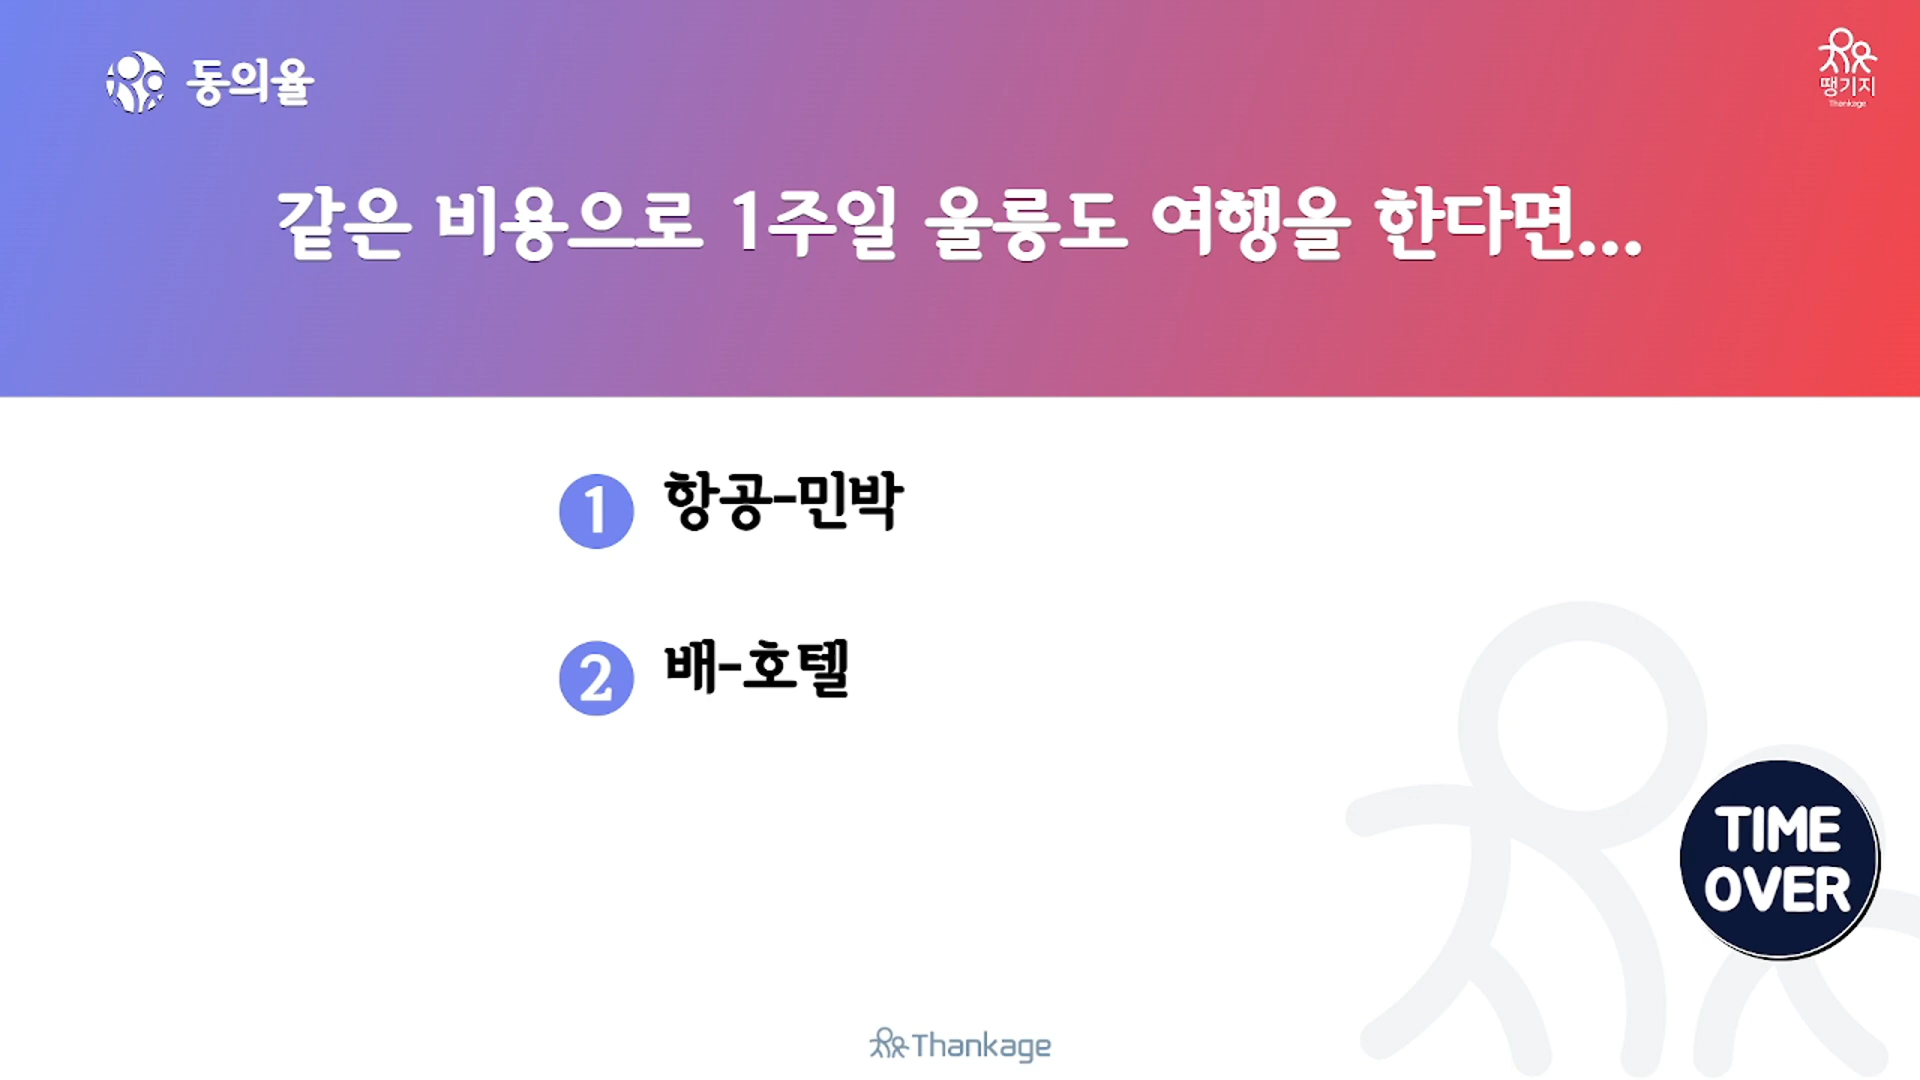 동의율
땡기지
Thankage
같은 비용으로 1주일 울릉도 여행을 한다면...
1 항공-민박
2 배-호텔
TIME
OVER
Thankage